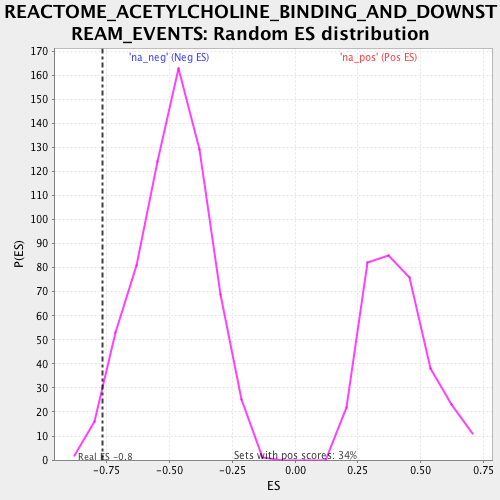 REACTOME_ACETYLCHOLINE_BINDING_AND_DOWNST
REAM_EVENTS: Random ES distribution
'na_neg' (Neg ES) 'na_pos' (Pos ES)
170
160
150
140
130
120
110
100
90
80
70
60
50
40
30
20
10
0
P(ES)
Real ES -0.8 Sets with pos scores: 34%
-0.75 -0.50 -0.25 0.00 0.25 0.50 0.75
ES